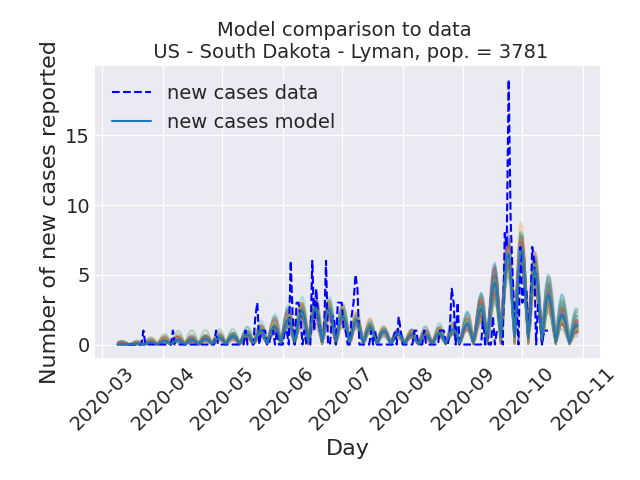 Model comparison to data
US - South Dakota - Lyman, pop. = 3781
new cases data
new cases model
Number of new cases reported
15
10
5
0
2020-03
2020-04
2020-05
2020-06
2020-07
2020-08
2020-09
2020-10
2020-11
Day